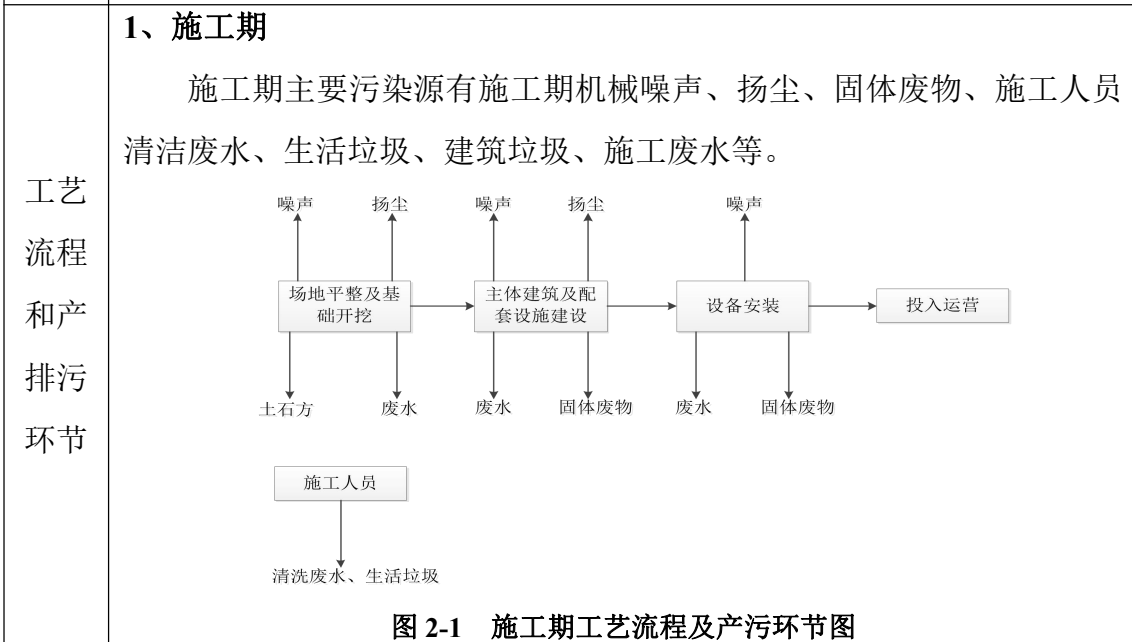 1、施工期
施工期主要污染源有施工期机械噪声、扬尘、固体废物、施工人员
清洁废水、生活垃圾、建筑垃圾、施工废水等。
工艺
流程
和产
排污
环节
噪声 扬尘 噪声 扬尘 噪声
场地平整及基
础开挖
主体建筑及配
套设施建设
设备安装
投入运营
土石方 废水 废水 固体废物 废水 固体废物
施工人员
清洗废水、生活垃圾
图 2-1 施工期工艺流程及产污环节图